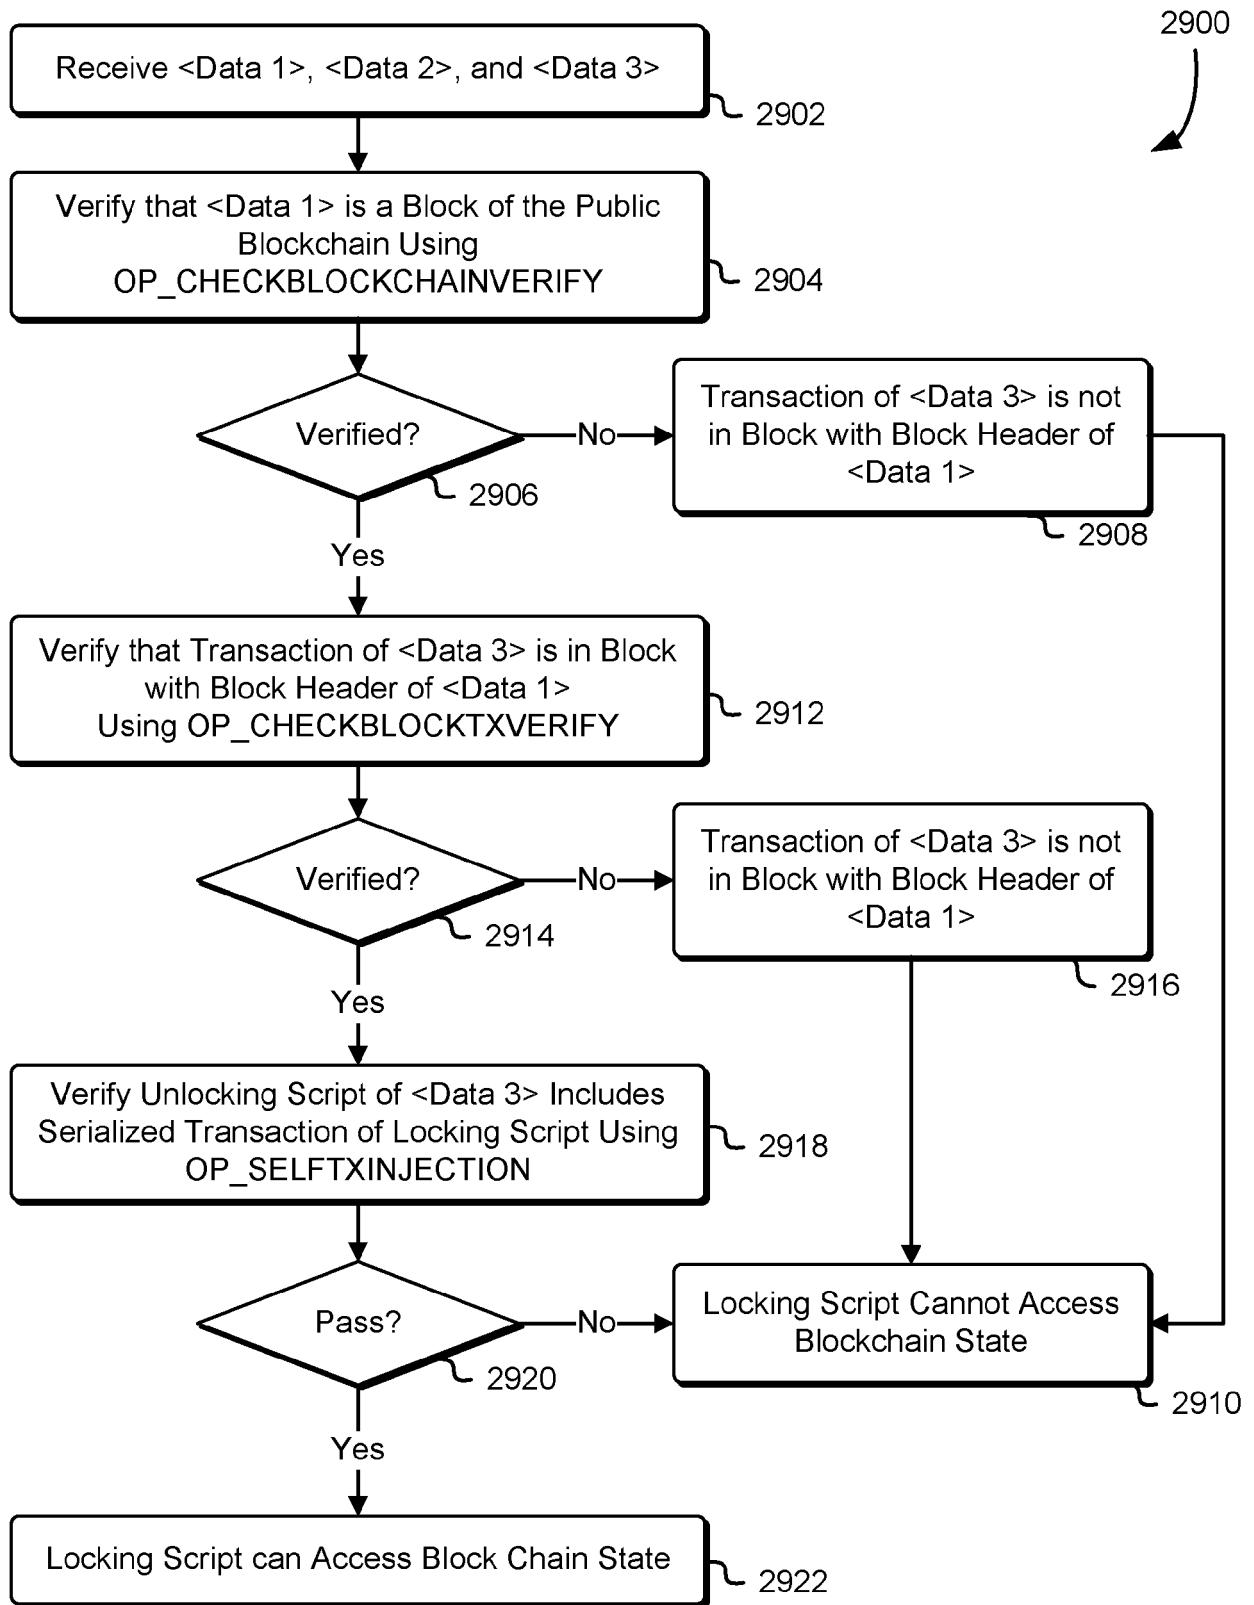 2900
Receive <Data 1>, <Data 2>, and <Data 3>
2902
Verify that <Data 1> is a Block of the Public
Blockchain Using
OP_CHECKBLOCKCHAINVERIFY
2904
Verified?
No
2906
Transaction of <Data 3> is not
in Block with Block Header of
<Data 1>
2908
Yes
Verify that Transaction of <Data 3> is in Block
with Block Header of <Data 1>
Using OP_CHECKBLOCKTXVERIFY
2912
Verified?
No
2914
Transaction of <Data 3> is not
in Block with Block Header of
<Data 1>
2916
Yes
Verify Unlocking Script of <Data 3> Includes
Serialized Transaction of Locking Script Using
OP_SELFTXINJECTION
2918
Pass?
No
2920
Locking Script Cannot Access
Blockchain State
2910
Yes
Locking Script can Access Block Chain State
2922